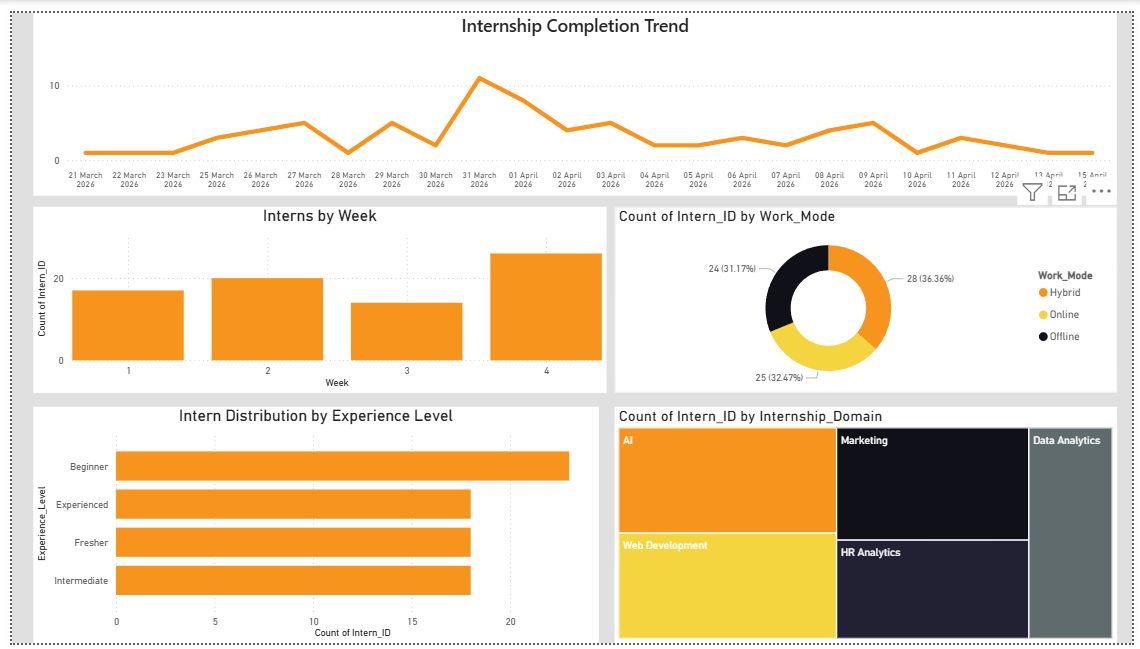 Internship Completion Trend
10
0
21 March 2026
22 March 2026
23 March 2026
25 March 2026
26 March 2026
27 March 2026
28 March 2026
29 March 2026
30 March 2026
31 March 2026
01 April 2026
02 April 2026
03 April 2026
04 April 2026
05 April 2026
06 April 2026
07 April 2026
08 April 2026
09 April 2026
10 April 2026
11 April 2026
12 April 2026
13 April
15 April
Interns by Week
Count of Intern_ID
20
0
1
2
3
4
Week
Count of Intern_ID by Work_Mode
24 (31.17%)
28 (36.36%)
25 (32.47%)
Work_Mode
Hybrid
Online
Offline
Intern Distribution by Experience Level
Experience_Level
Beginner
Experienced
Fresher
Intermediate
0
5
10
15
20
Count of Intern_ID
Count of Intern_ID by Internship_Domain
AI
Marketing
Data Analytics
Web Development
HR Analytics